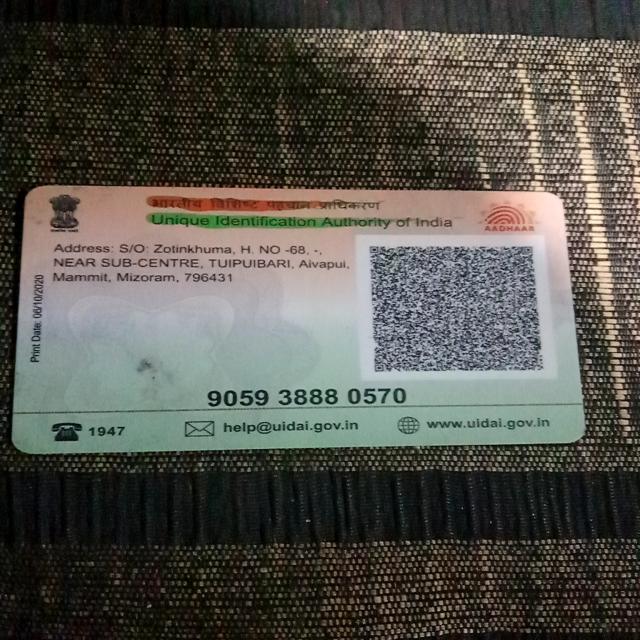 भारतीय विशिष्ट पहचान प्राधिकरण
Unique Identification Authority of India
AADHAAR
Address: S/O: Zotinkhuma, H. NO -68, -,
NEAR SUB-CENTRE, TUIPUIBARI, Aivapui,
Mammit, Mizoram, 796431
Print Date: 06/10/2020
9059 3888 0570
1947
help@uidai.gov.in
www.uidai.gov.in